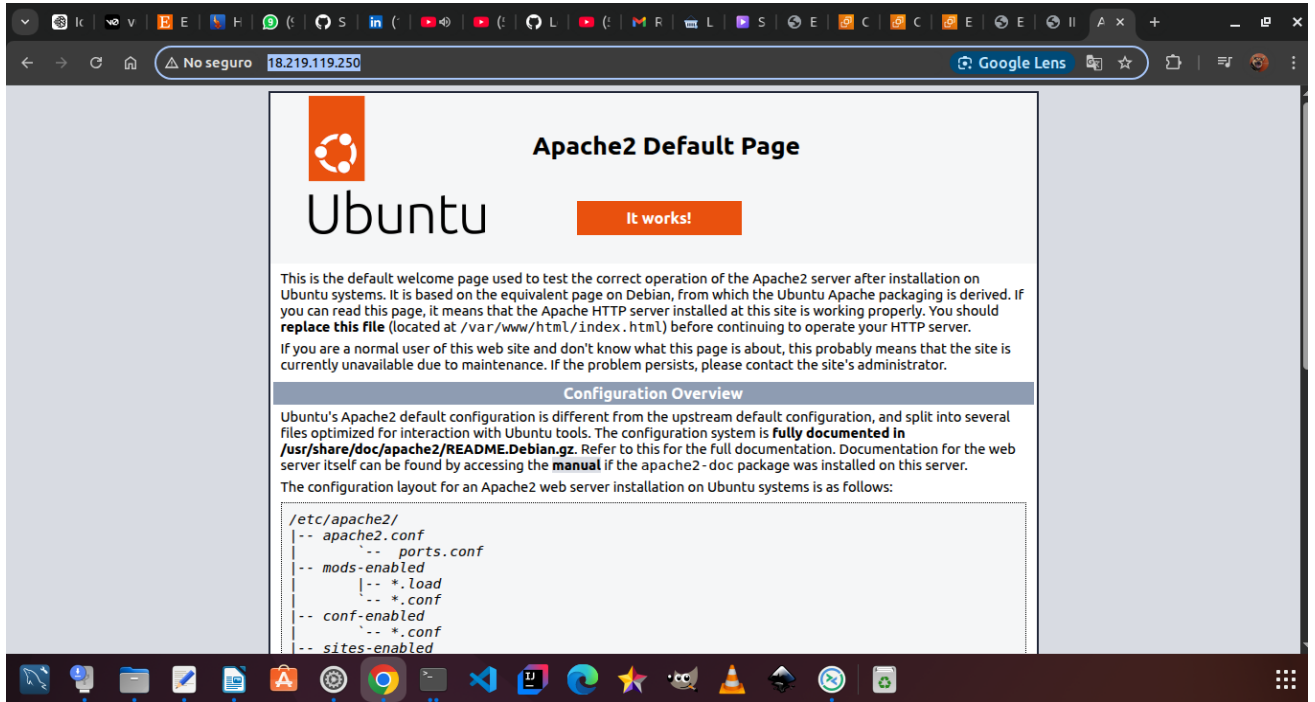 No seguro
18.219.119.250
Google Lens
Ubuntu
Apache2 Default Page
It works!
This is the default welcome page used to test the correct operation of the Apache2 server after installation on
Ubuntu systems. It is based on the equivalent page on Debian, from which the Ubuntu Apache packaging is derived. If
you can read this page, it means that the Apache HTTP server installed at this site is working properly. You should
replace this file (located at /var/www/html/index.html) before continuing to operate your HTTP server.
If you are a normal user of this web site and don't know what this page is about, this probably means that the site is
currently unavailable due to maintenance. If the problem persists, please contact the site's administrator.
Configuration Overview
Ubuntu's Apache2 default configuration is different from the upstream default configuration, and split into several
files optimized for interaction with Ubuntu tools. The configuration system is fully documented in
/usr/share/doc/apache2/README.Debian.gz. Refer to this for the full documentation. Documentation for the web
server itself can be found by accessing the manual if the apache2-doc package was installed on this server.
The configuration layout for an Apache2 web server installation on Ubuntu systems is as follows:
/etc/apache2/
|-- apache2.conf
|       `--  ports.conf
|-- mods-enabled
|       |-- *.load
|       `-- *.conf
|-- conf-enabled
|       `-- *.conf
|-- sites-enabled